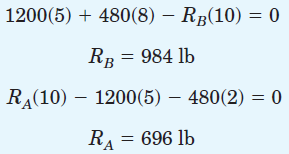 1200(5) + 480(8) − R_B(10) = 0
R_B = 984 lb
R_A(10) − 1200(5) − 480(2) = 0
R_A = 696 lb